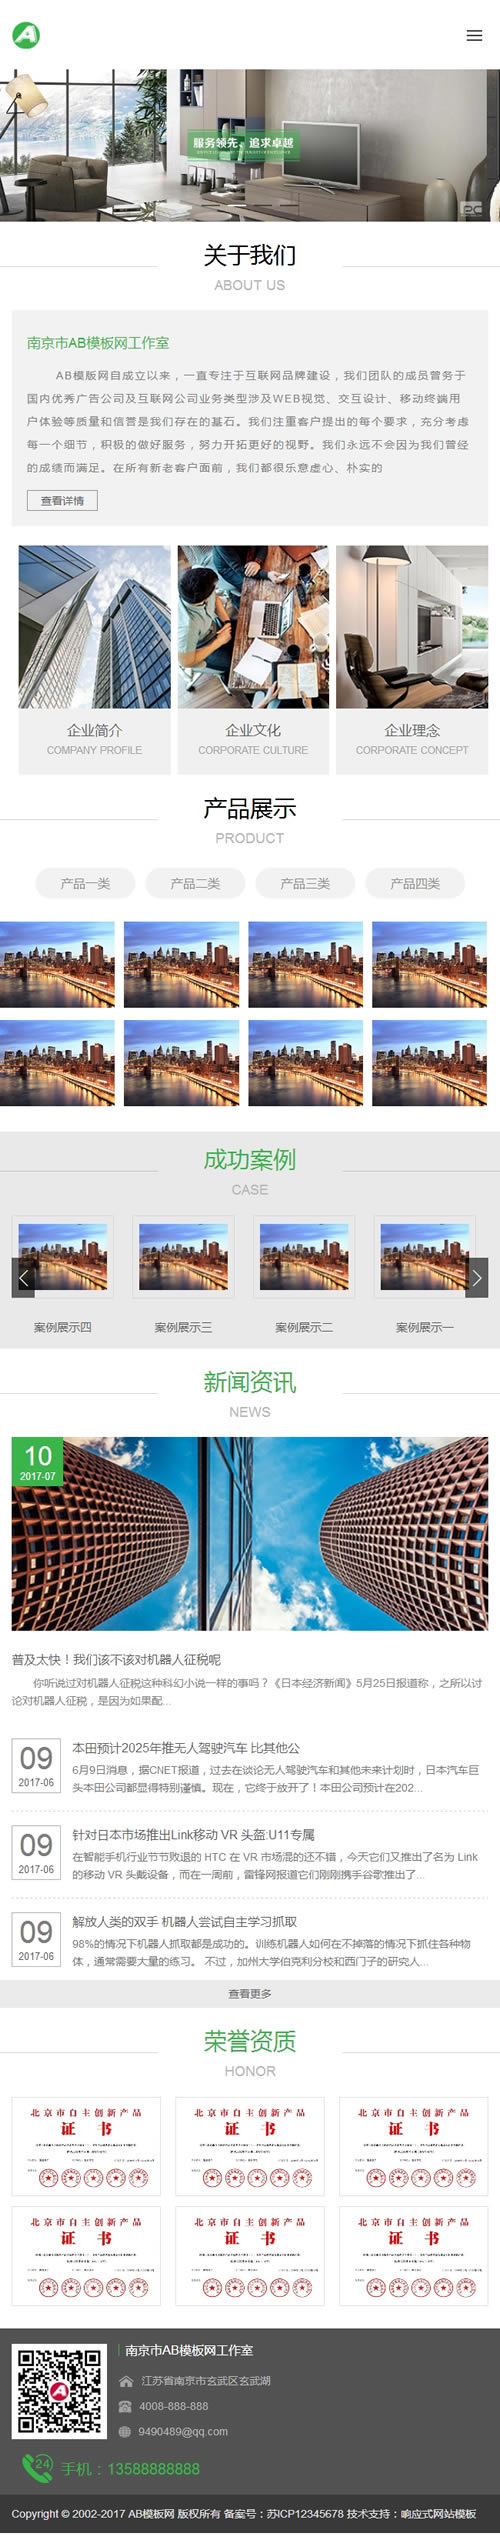 服务领先、追求卓越
关于我们
ABOUT US
南京市AB模板网工作室
AB模版网自成立以来，一直专注于互联网品牌建设，我们团队的成员曾务于
国内优秀广告公司及互联网公司业务类型涉及WEB视觉、交互设计、移动终端用
户体验等质量和信誉是我们存在的基石。我们注重客户提出的每个要求，充分考虑
每一个细节，积极的做好服务，努力开拓更好的视野。我们永远不会因为我们曾经
的成绩而满足。在所有新老客户面前，我们都很乐意虚心、朴实的
查看详情
企业简介 企业文化 企业理念
COMPANY PROFILE CORPORATE CULTURE CORPORATE CONCEPT
产品展示
PRODUCT
产品一类 产品二类 产品三类 产品四类
成功案例
CASE
案例展示四 案例展示三 案例展示二 案例展示一
新闻资讯
NEWS
10
2017-07
普及太快！我们该不该对机器人征税呢
你听说过对机器人征税这种科幻小说一样的事吗？《日本经济新闻》5月25日报道称，之所以讨
论对机器人征税，是因为如果配...
09
2017-06
本田预计2025年推无人驾驶汽车 比其他公
6月9日消息，据CNET报道，过去在谈论无人驾驶汽车和其他未来计划时，日本汽车巨
头本田公司都显得特别谨慎。现在，它终于放开了！本田公司预计在202...
09
2017-06
针对日本市场推出Link移动 VR 头盔:U11专属
在智能手机行业节节败退的 HTC 在 VR 市场混的还不错，今天它们又推出了名为 Link
的移动 VR 头戴设备，而在一周前，雷锋网报道它们刚刚携手谷歌推出了...
09
2017-06
解放人类的双手 机器人尝试自主学习抓取
98%的情况下机器人抓取都是成功的。训练机器人如何在不掉落的情况下抓住各种物
体，通常需要大量的练习。 不过，加州大学伯克利分校和西门子的研究人...
查看更多
荣誉资质
HONOR
北京市自主创新产品 北京市自主创新产品 北京市自主创新产品
证书 证书 证书
北京市自主创新产品 北京市自主创新产品 北京市自主创新产品
证书 证书 证书
南京市AB模板网工作室
江苏省南京市玄武区玄武湖
4008-888-888
9490489@qq.com
24
手机：13588888888
Copyright © 2002-2017 AB模板网 版权所有 备案号：苏ICP12345678 技术支持：响应式网站模板